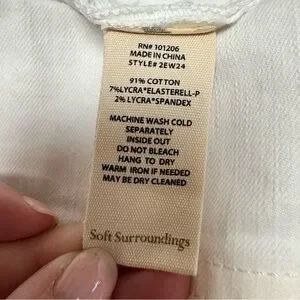 RN# 101206
MADE IN CHINA
STYLE# 2EW24
91% COTTON
7%LYCRA*ELASTERELL-P
2% LYCRA*SPANDEX
MACHINE WASH COLD
SEPARATELY
INSIDE OUT
DO NOT BLEACH
HANG TO DRY
WARM IRON IF NEEDED
MAY BE DRY CLEANED
Soft Surroundings